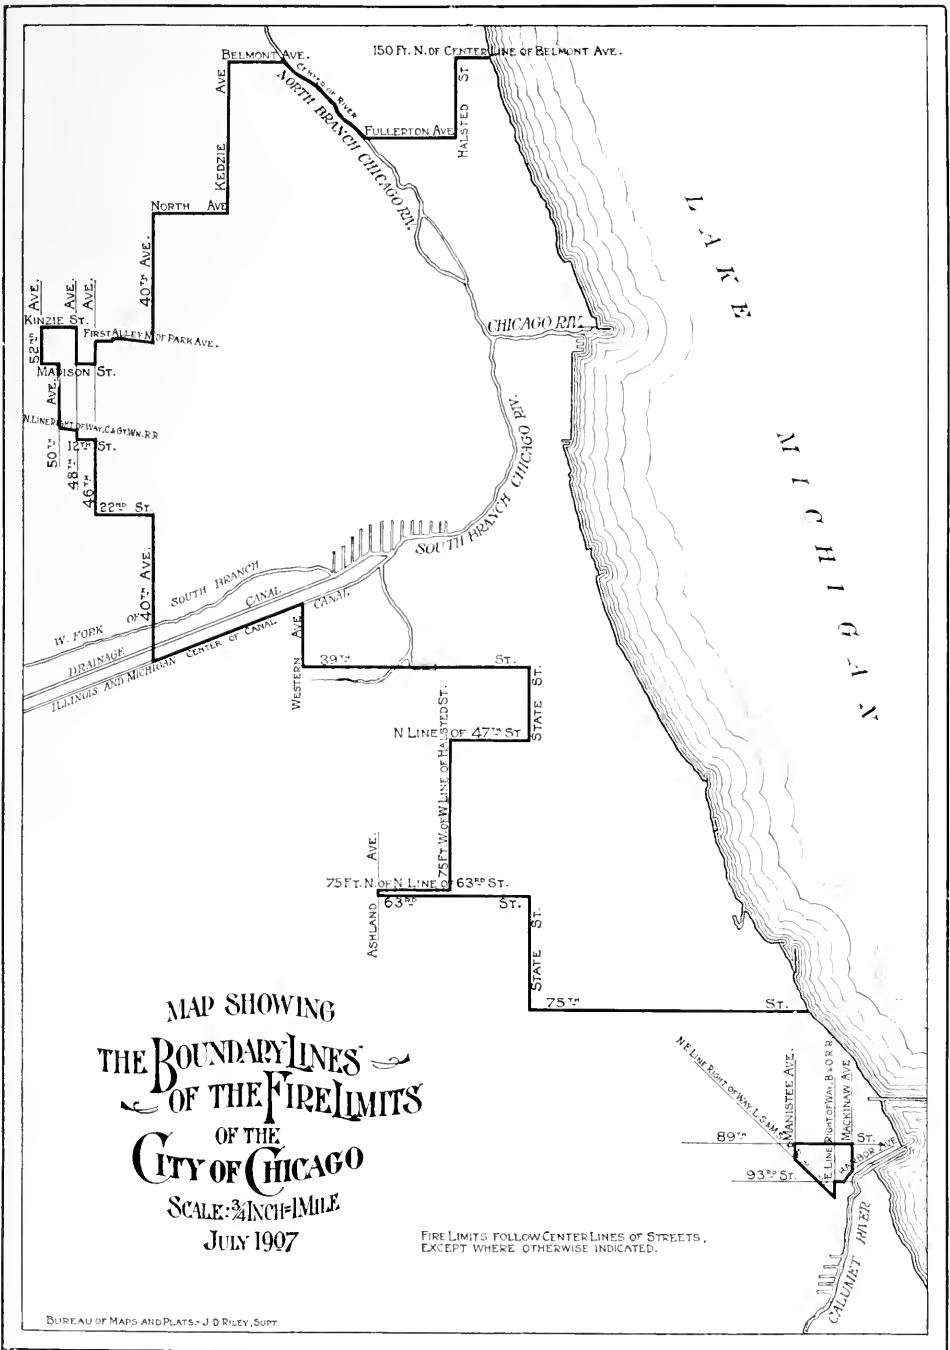 BELMONT AVE.
150 FT. N. OF CENTER LINE OF BELMONT AVE.
CENTER OF RIVER
NORTH BRANCH CHICAGO RIV.
FULLERTON AVE
HALSTED ST
KEDZIE AVE
NORTH AVE
40TH AVE.
LAKE MICHIGAN
52ND AVE.
AVE.
AVE.
KINZIE ST.
FIRST ALLEY N. OF PARK AVE.
MADISON ST.
CHICAGO RIV.
N. LINE RIGHT OF WAY, C & GT. WN. R.R
50TH AVE.
48TH
46TH
12TH ST.
22ND ST.
40TH AVE.
SOUTH BRANCH CHICAGO RIV.
W. FORK OF SOUTH BRANCH
DRAINAGE CANAL
ILLINOIS AND MICHIGAN CANAL
CENTER OF CANAL
WESTERN AVE
39TH ST.
STATE ST.
N LINE OF 47TH ST
75 FT. W. OF W LINE OF HALSTED ST.
75 FT. N. OF N LINE OF 63RD ST.
63RD ST.
ASHLAND AVE.
STATE ST.
75TH ST.
N E LINE RIGHT OF WAY, L S & M S
MANISTEE AVE.
E LINE RIGHT OF WAY, B & O R R
MACKINAW AVE
89TH ST.
93RD ST.
HARBOR AVE
CALUMET RIVER
MAP SHOWING
THE BOUNDARY LINES
OF THE FIRE LIMITS
OF THE
CITY OF CHICAGO
SCALE: ¾ INCH=1 MILE
JULY 1907
FIRE LIMITS FOLLOW CENTER LINES OF STREETS,
EXCEPT WHERE OTHERWISE INDICATED.
BUREAU OF MAPS AND PLATS.- J D RILEY, SUPT